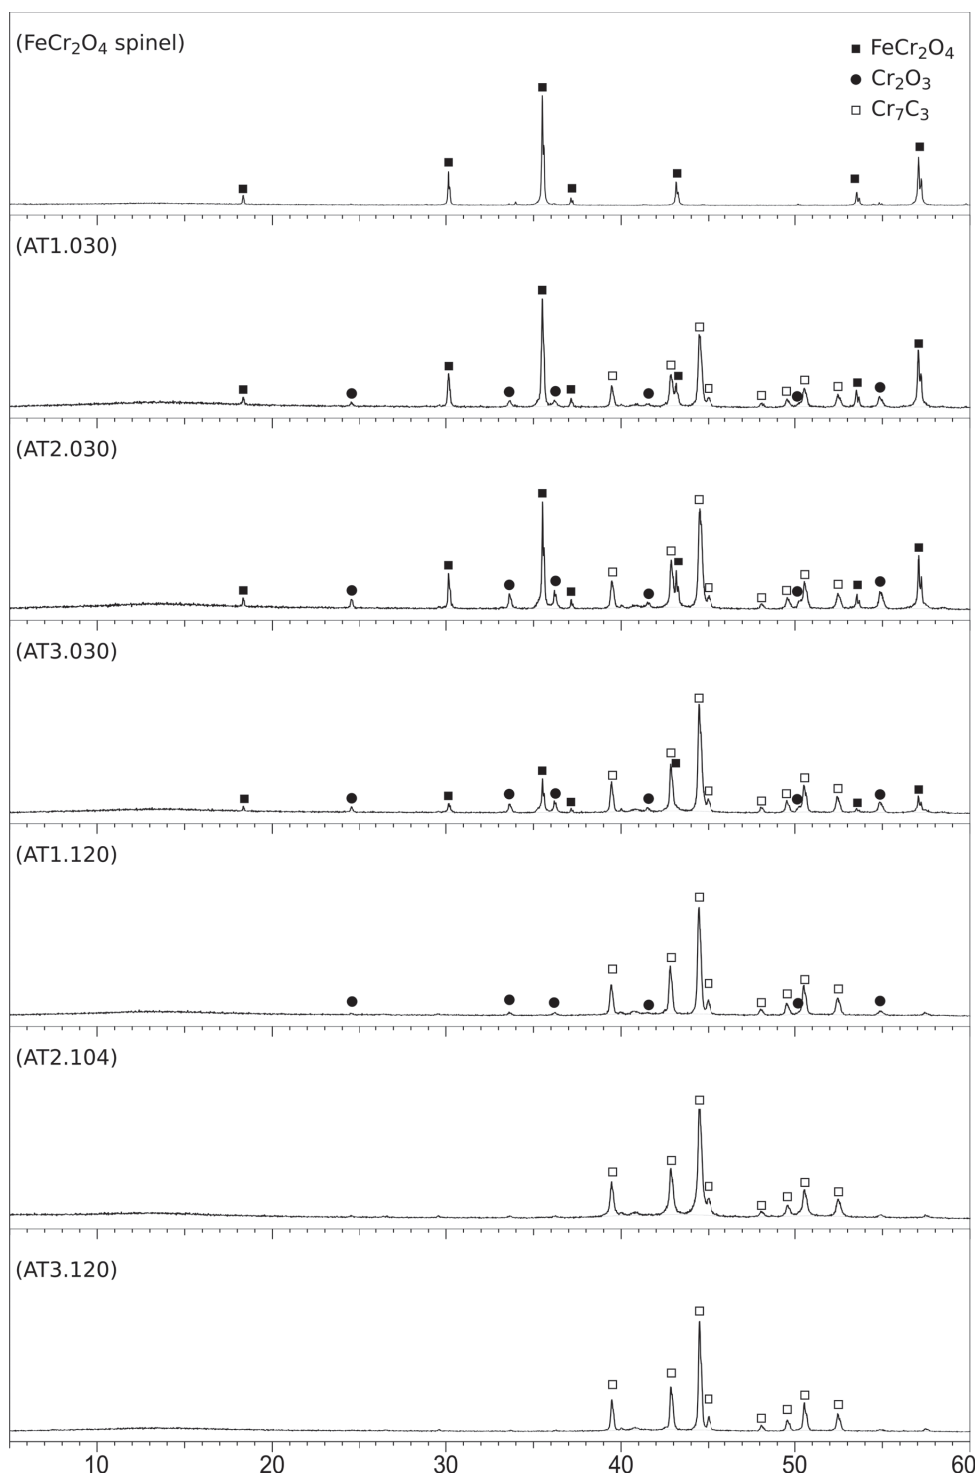 (FeCr₂O₄ spinel)
■ FeCr₂O₄
● Cr₂O₃
□ Cr₇C₃
(AT1.030)
(AT2.030)
(AT3.030)
(AT1.120)
(AT2.104)
(AT3.120)
10 20 30 40 50 60